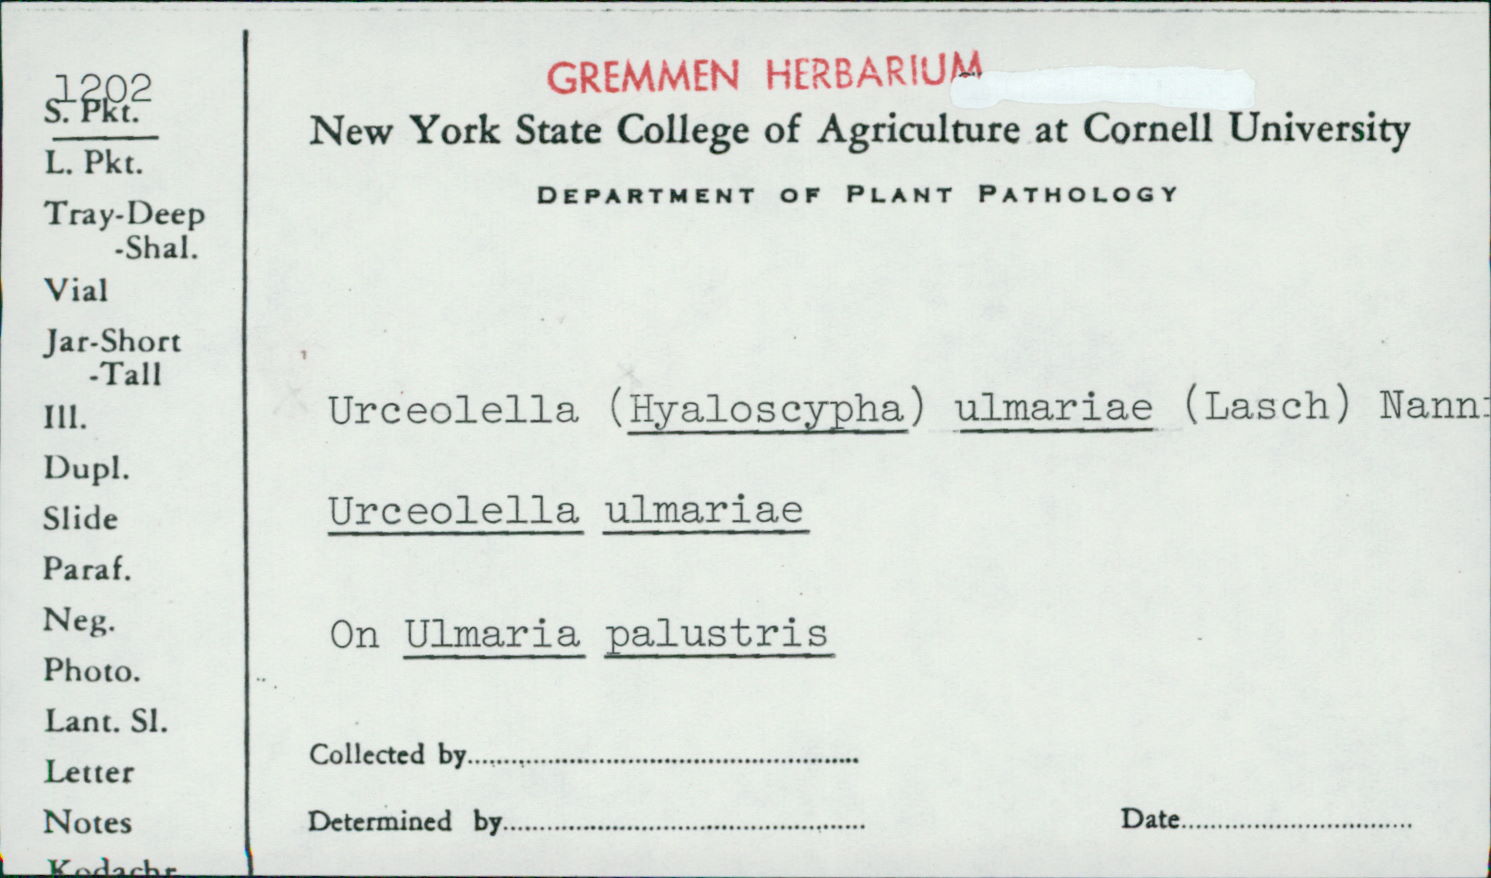 1202
S. Pkt.
L. Pkt.
Tray-Deep
-Shal.
Vial
Jar-Short
-Tall
Ill.
Dupl.
Slide
Paraf.
Neg.
Photo.
Lant. Sl.
Letter
Notes
Kodachr
GREMMEN HERBARIUM
New York State College of Agriculture at Cornell University
DEPARTMENT OF PLANT PATHOLOGY
Urceolella (Hyaloscypha) ulmariae (Lasch) Nann
Urceolella ulmariae
On Ulmaria palustris
Collected by
Determined by
Date